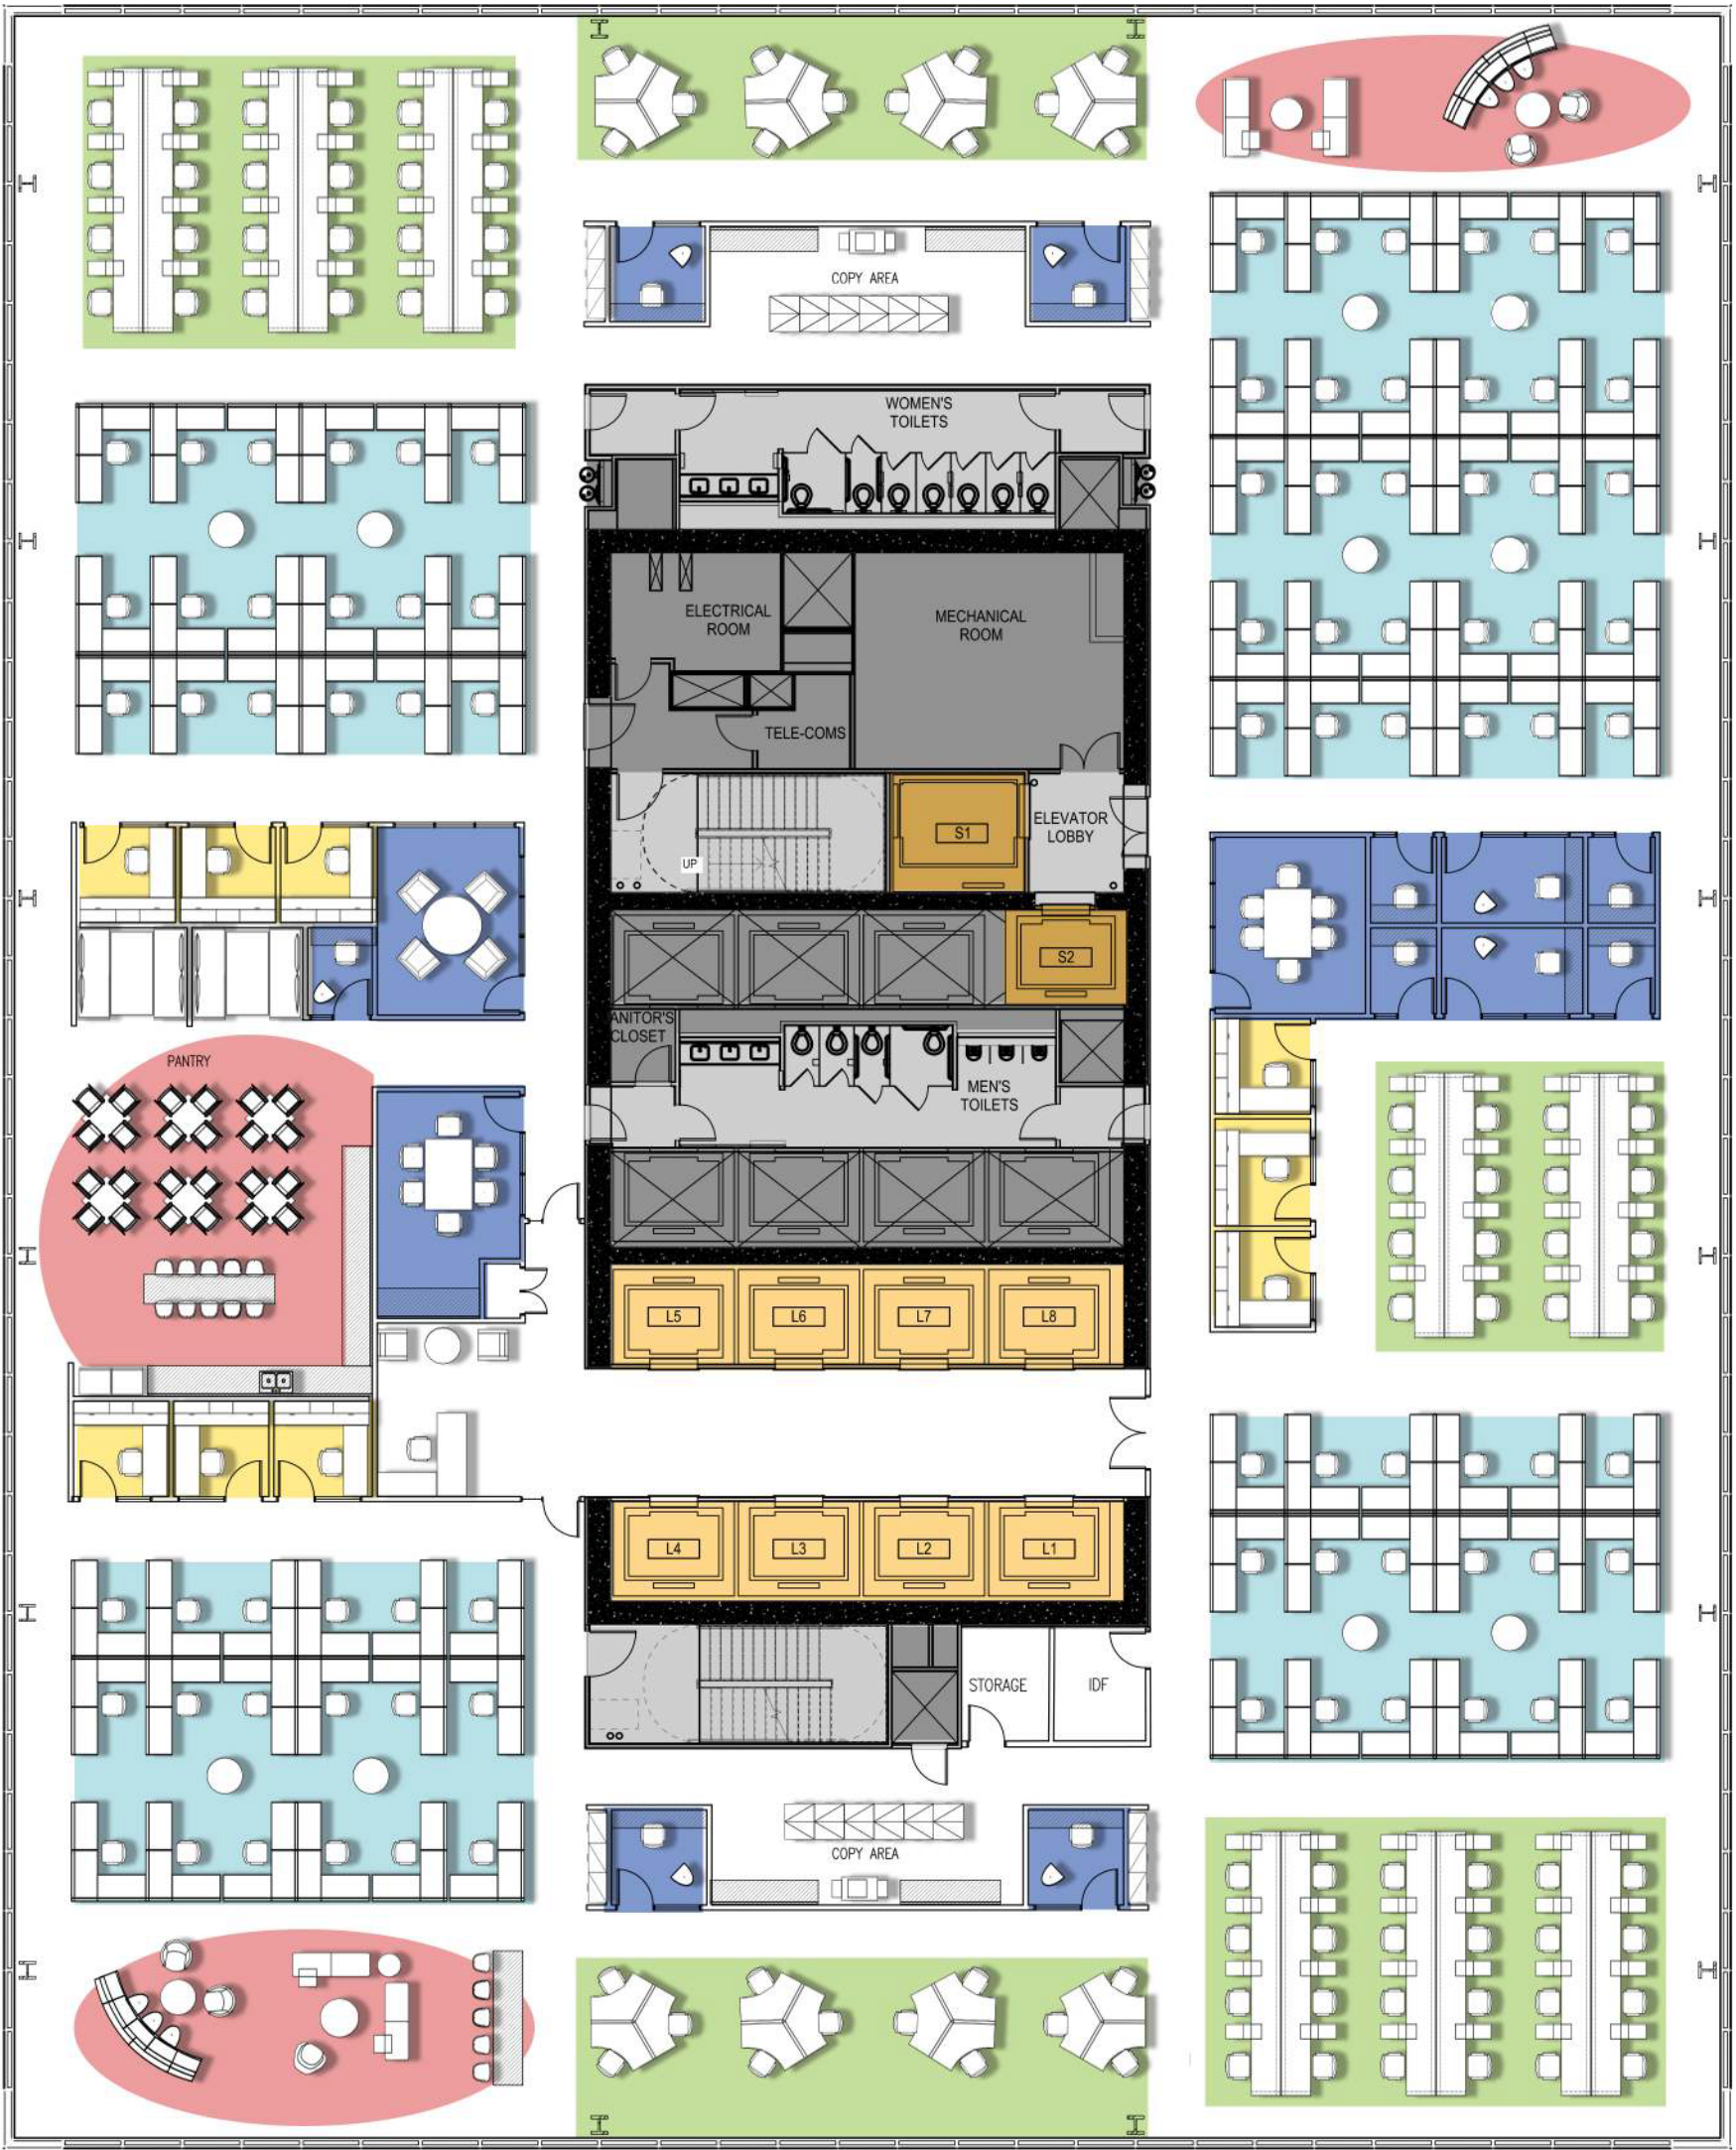 COPY AREA
WOMEN'S
TOILETS
ELECTRICAL
ROOM
MECHANICAL
ROOM
TELE-COMS
S1
ELEVATOR
LOBBY
UP
S2
ANITOR'S
CLOSET
MEN'S
TOILETS
PANTRY
L5
L6
L7
L8
L4
L3
L2
L1
STORAGE
IDF
COPY AREA